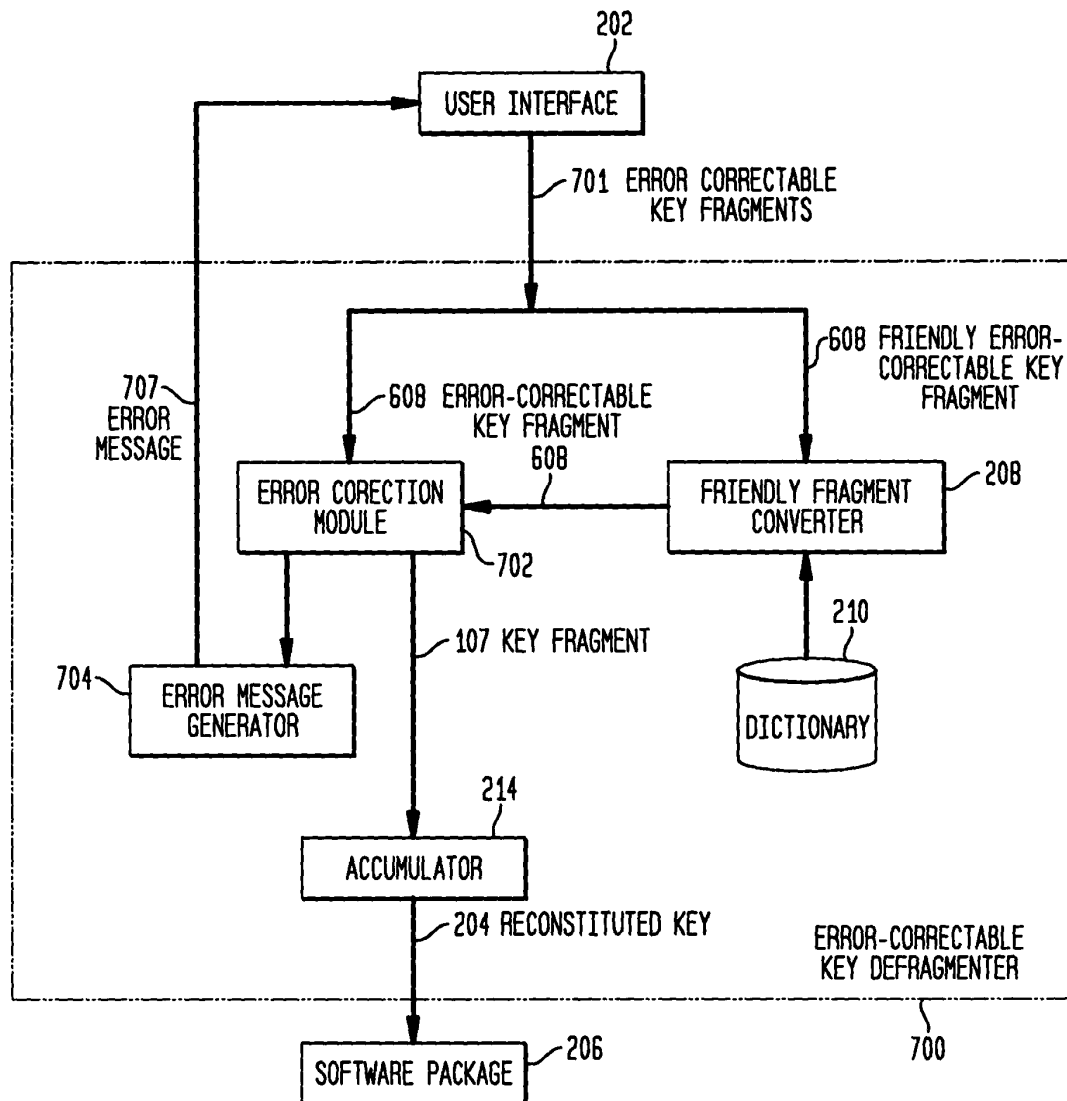 202
USER INTERFACE
701 ERROR CORRECTABLE
KEY FRAGMENTS
608 FRIENDLY ERROR-
CORRECTABLE KEY
FRAGMENT
707
ERROR
MESSAGE
608 ERROR-CORRECTABLE
KEY FRAGMENT
608
ERROR CORECTION
MODULE
702
FRIENDLY FRAGMENT
CONVERTER
208
107 KEY FRAGMENT
210
DICTIONARY
704
ERROR MESSAGE
GENERATOR
214
ACCUMULATOR
204 RECONSTITUTED KEY
ERROR-CORRECTABLE
KEY DEFRAGMENTER
700
SOFTWARE PACKAGE
206